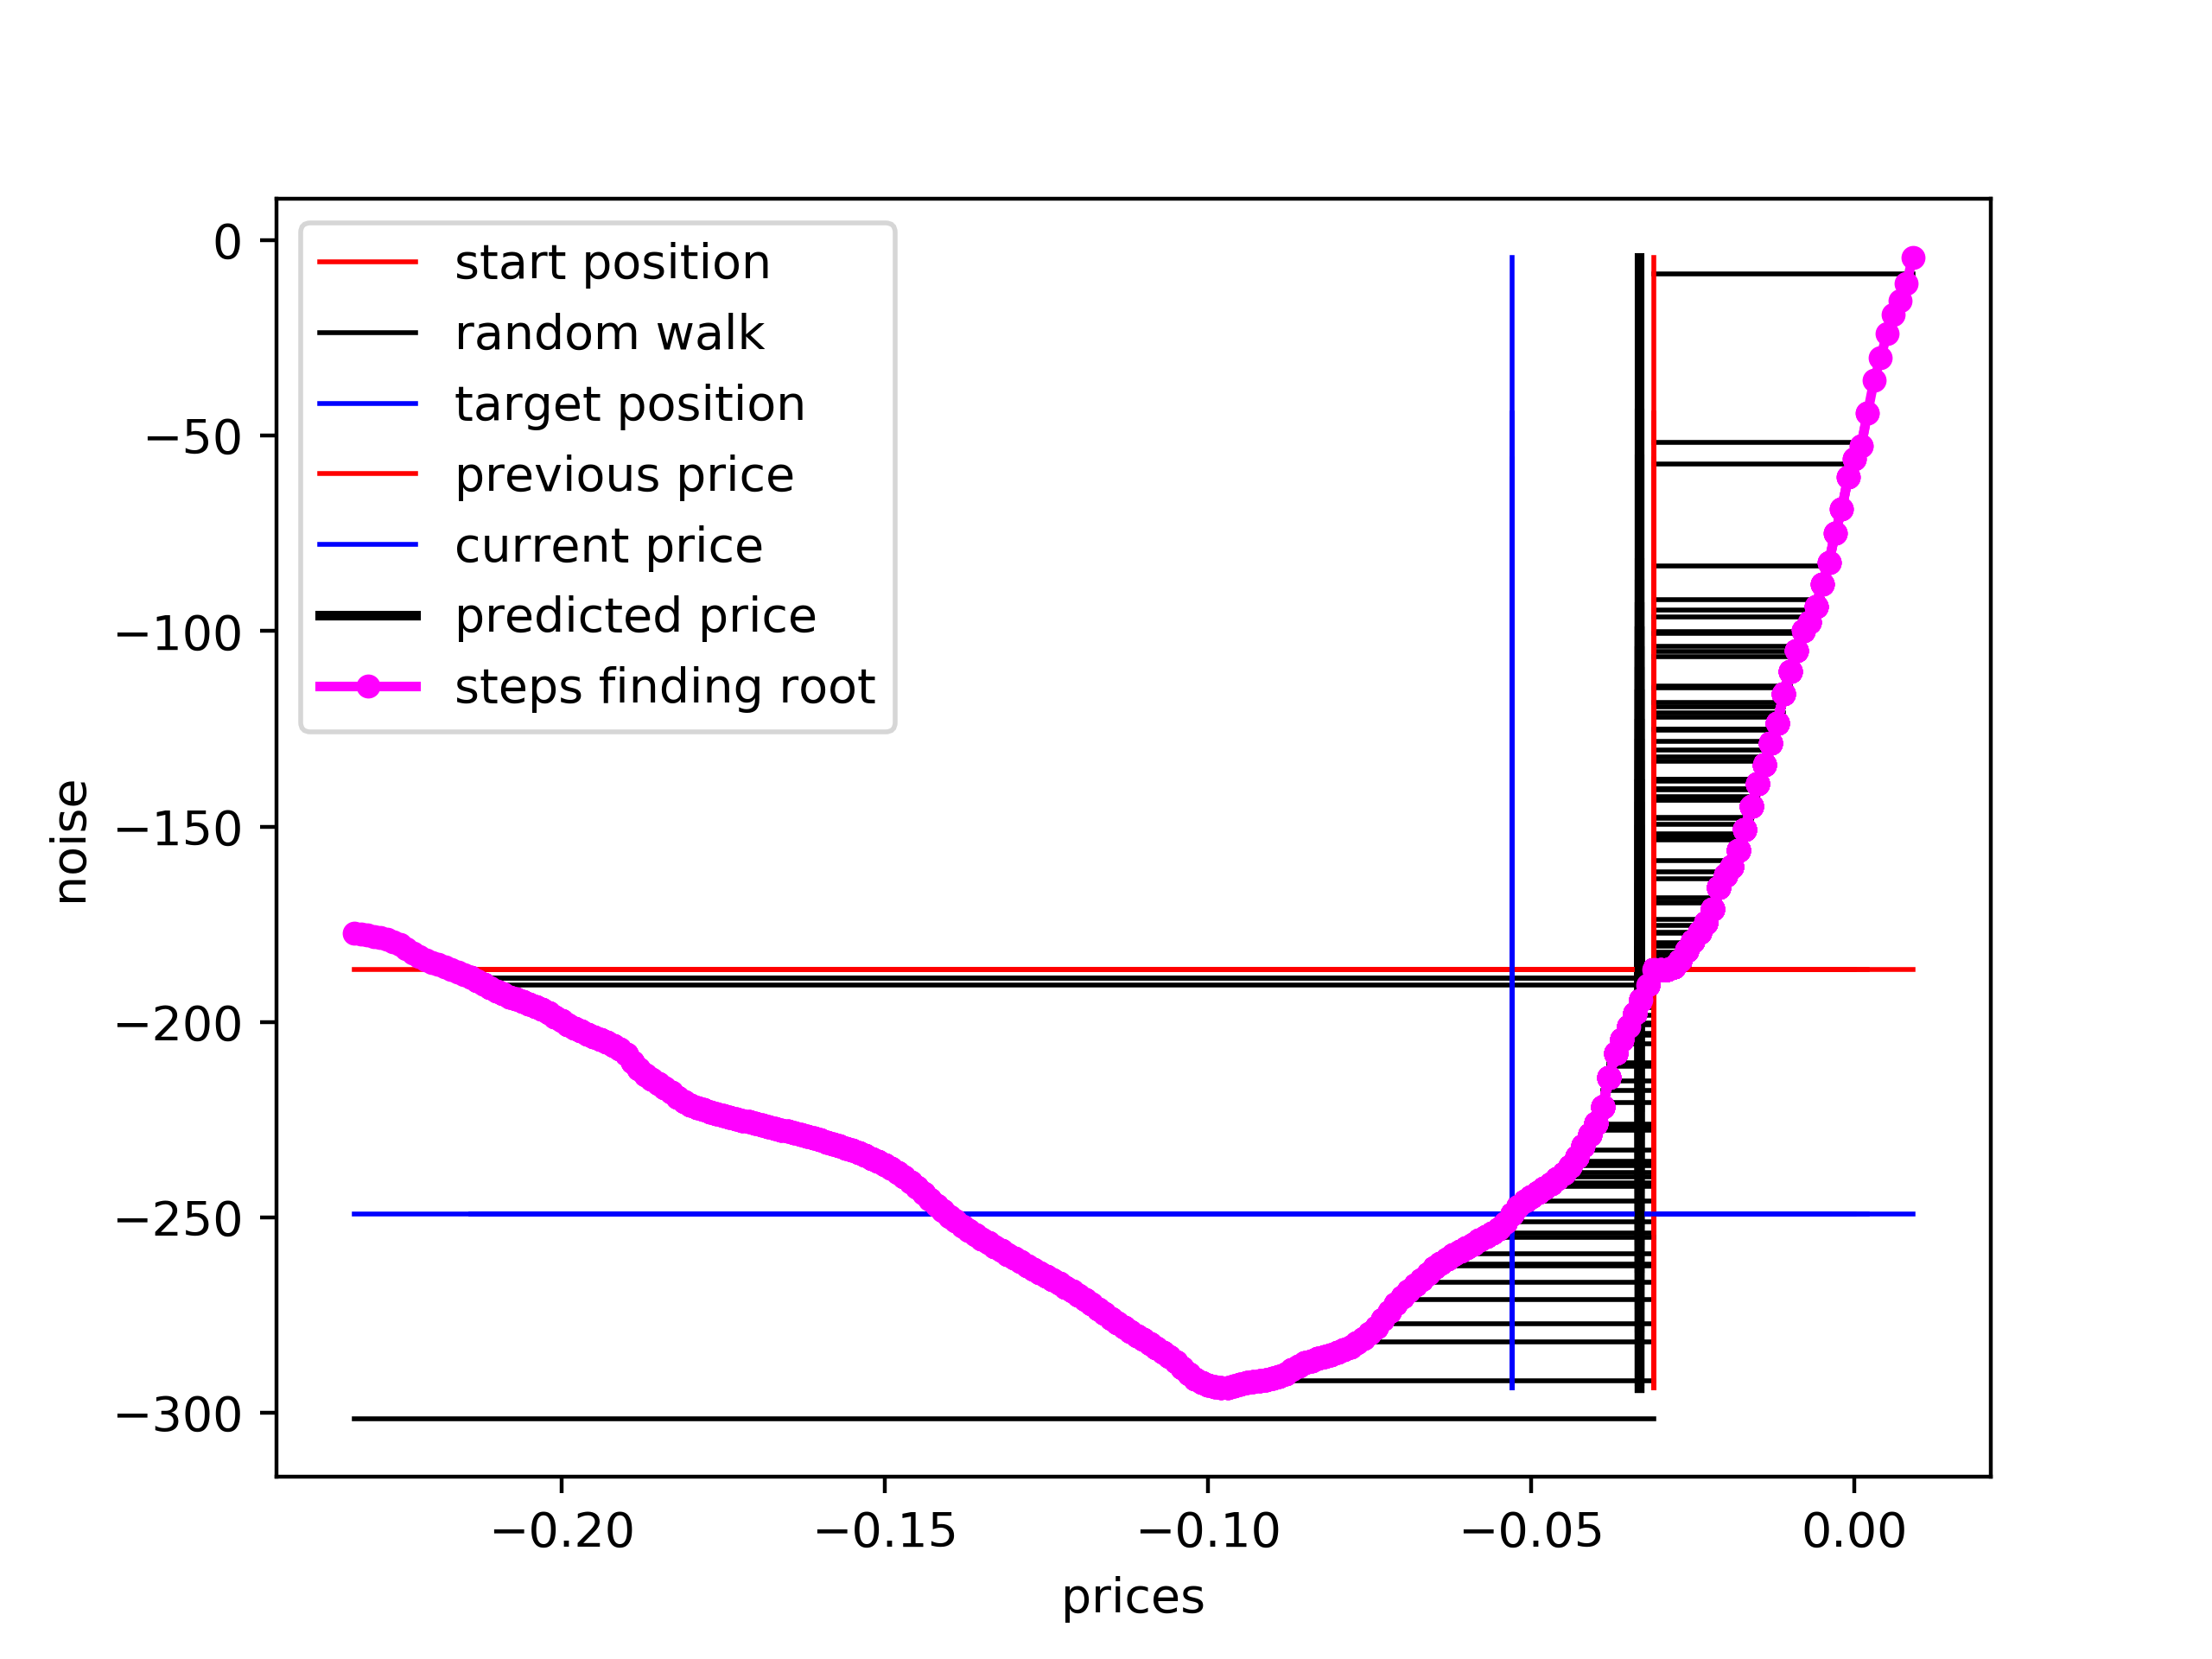 start position
random walk
target position
previous price
current price
predicted price
steps finding root
0
−50
−100
−150
−200
−250
−300
noise
−0.20 −0.15 −0.10 −0.05 0.00
prices